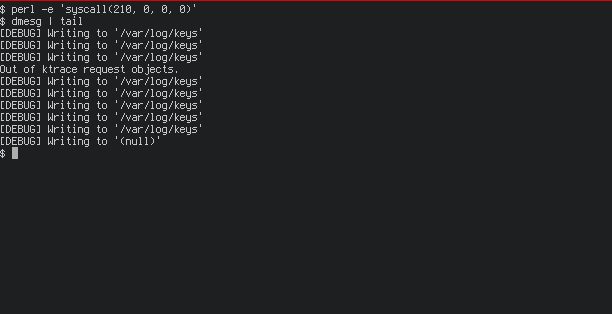 $ perl -e 'syscall(210, 0, 0, 0)'
$ dmesg | tail
[DEBUG] Writing to '/var/log/keys'
[DEBUG] Writing to '/var/log/keys'
[DEBUG] Writing to '/var/log/keys'
Out of ktrace request objects.
[DEBUG] Writing to '/var/log/keys'
[DEBUG] Writing to '/var/log/keys'
[DEBUG] Writing to '/var/log/keys'
[DEBUG] Writing to '/var/log/keys'
[DEBUG] Writing to '/var/log/keys'
[DEBUG] Writing to '(null)'
$